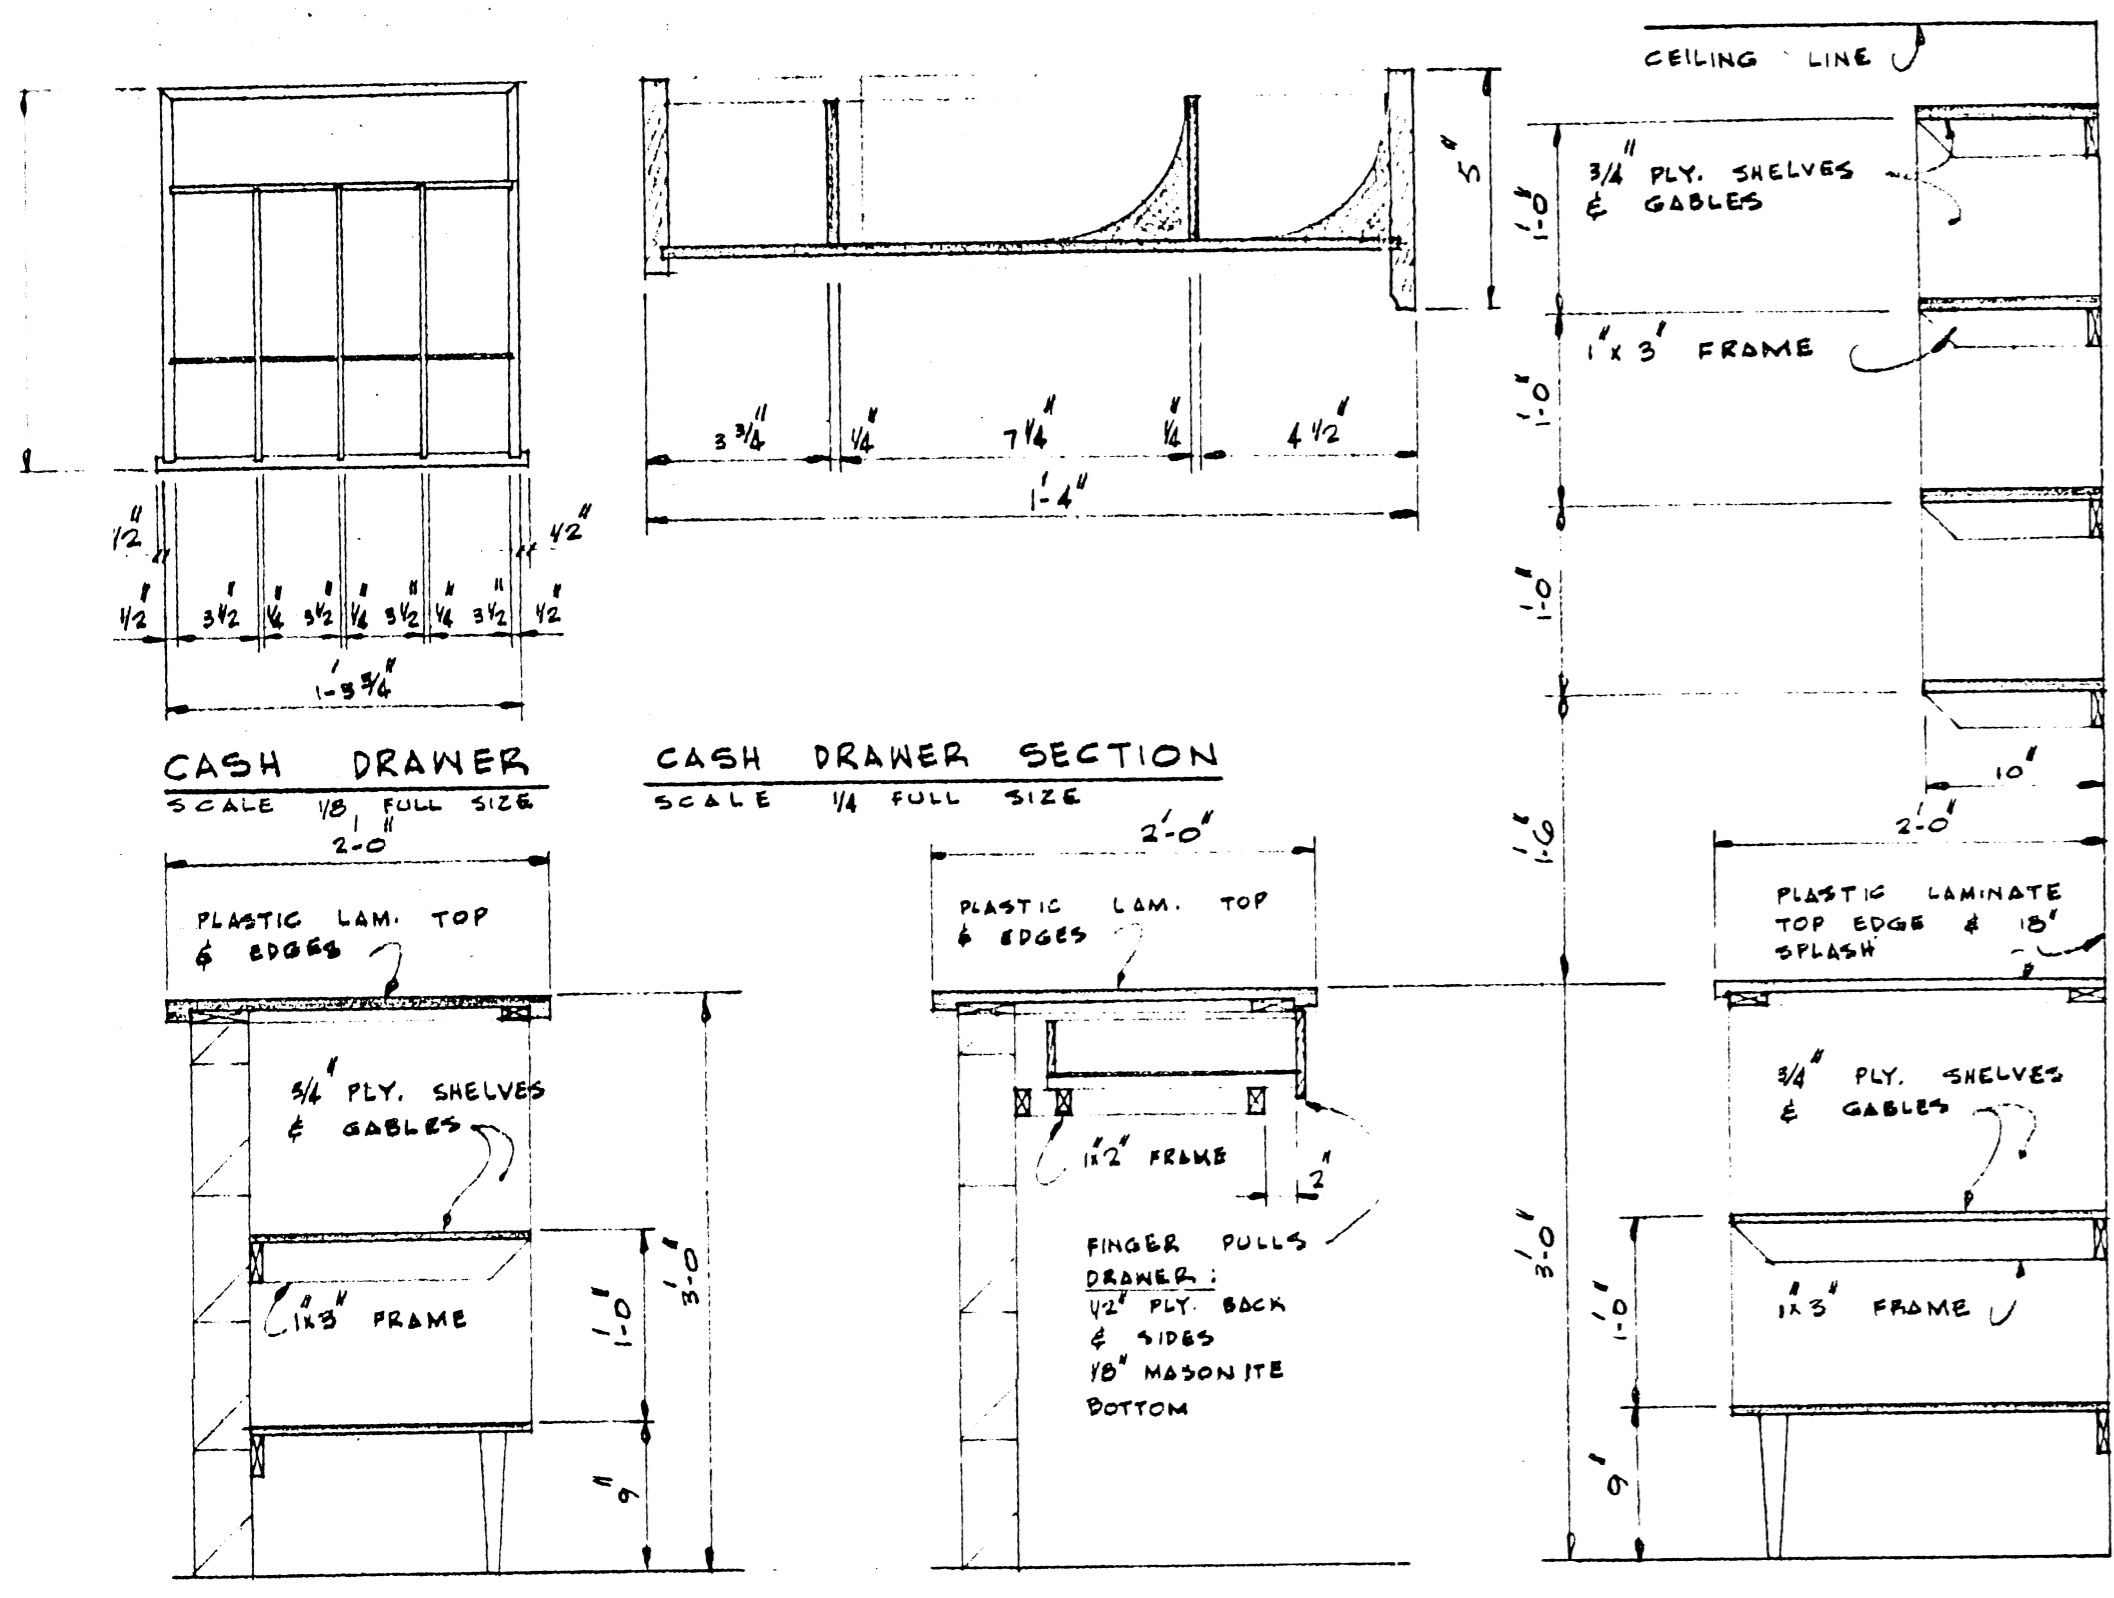 CEILING LINE
3/4" PLY. SHELVES
& GABLES
1'-0"
5"
1"x 3" FRAME
1'-0"
3 3/4" 1/4" 7 1/4" 1/4" 4 1/2"
1'-4"
1/2" 1/2"
1/2" 3 1/2" 1/4" 3 1/2" 1/4" 3 1/2" 1/4" 3 1/2" 1/2"
1'-3 3/4"
1'-0"
CASH DRAWER
SCALE 1/8 FULL SIZE
CASH DRAWER SECTION
SCALE 1/4 FULL SIZE
10"
1'-6"
2'-0"
PLASTIC LAM. TOP
& EDGES
3/4" PLY. SHELVES
& GABLES
1"x3" FRAME
1'-0"
3'-0"
9"
2'-0"
PLASTIC LAM. TOP
& EDGES
1"x2" FRAME
2"
FINGER PULLS
DRAWER:
1/2" PLY. BACK
& SIDES
1/8" MASONITE
BOTTOM
2'-0"
PLASTIC LAMINATE
TOP EDGE & 18"
SPLASH
3/4" PLY. SHELVES
& GABLES
3'-0"
1'-0"
1"x3" FRAME
9"